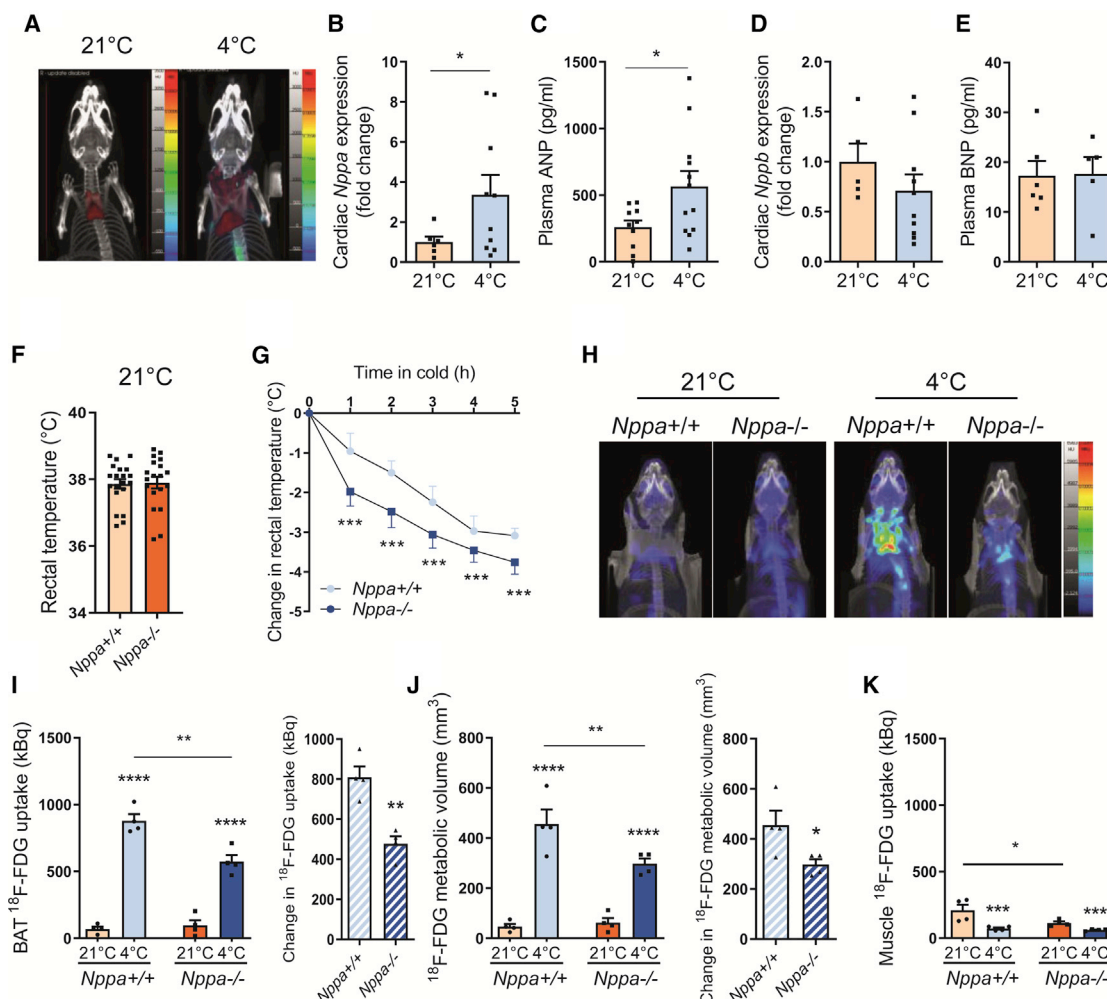 A
21°C
4°C
B
Cardiac Nppa expression
(fold change)
10
8
6
4
2
0
*
21°C
4°C
C
Plasma ANP (pg/ml)
1500
1000
500
0
*
21°C
4°C
D
Cardiac Nppb expression
(fold change)
2.0
1.5
1.0
0.5
0.0
21°C
4°C
E
Plasma BNP (pg/ml)
40
30
20
10
0
21°C
4°C
F
21°C
Rectal temperature (°C)
40
38
36
34
Nppa+/+
Nppa-/-
G
Time in cold (h)
0 1 2 3 4 5
Change in rectal temperature (°C)
0
-1
-2
-3
-4
-5
***
***
***
***
***
Nppa+/+
Nppa-/-
H
21°C
4°C
Nppa+/+
Nppa-/-
Nppa+/+
Nppa-/-
I
BAT ¹⁸F-FDG uptake (kBq)
1500
1000
500
0
**
****
****
21°C 4°C 21°C 4°C
Nppa+/+
Nppa-/-
Change in ¹⁸F-FDG uptake (kBq)
1000
800
600
400
200
0
**
Nppa+/+
Nppa-/-
J
¹⁸F-FDG metabolic volume (mm³)
800
600
400
200
0
**
****
****
21°C 4°C 21°C 4°C
Nppa+/+
Nppa-/-
Change in ¹⁸F-FDG metabolic volume (mm³)
800
600
400
200
0
*
Nppa+/+
Nppa-/-
K
Muscle ¹⁸F-FDG uptake (kBq)
1500
1000
500
0
*
***
***
21°C 4°C 21°C 4°C
Nppa+/+
Nppa-/-